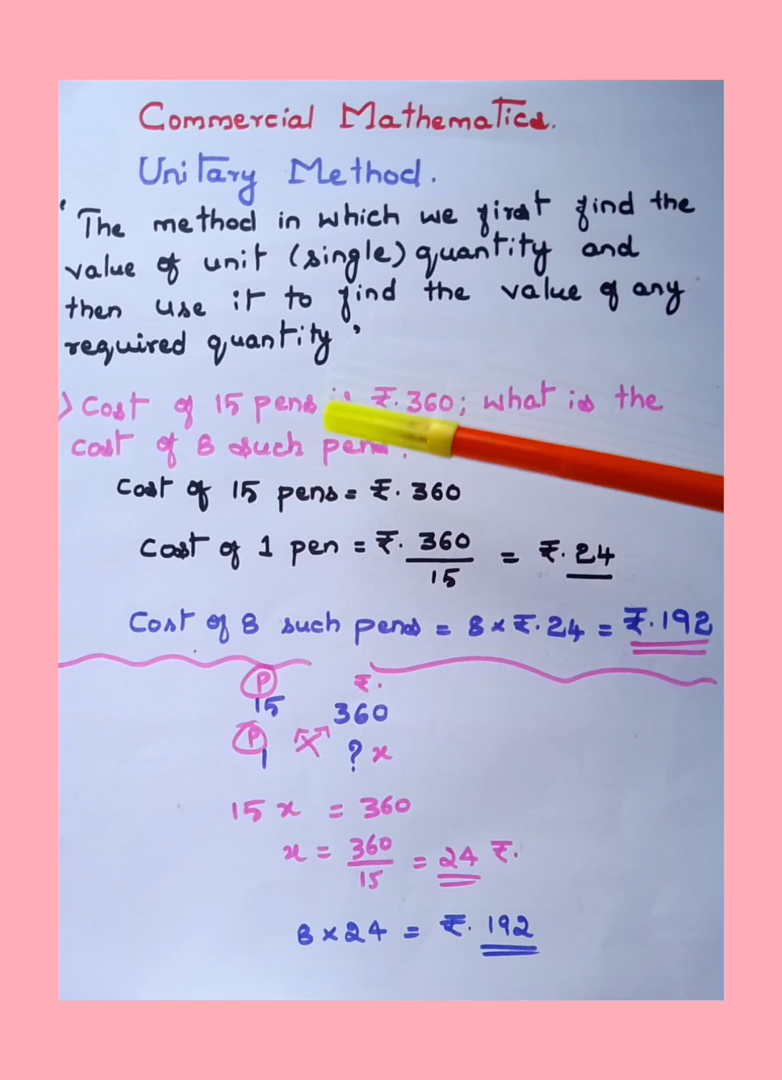 Commercial Mathematics.
Unitary Method.
'The method in which we first find the
value of unit (single) quantity and
then use it to find the value of any
required quantity'
) Cost of 15 pens is ₹.360; what is the
cost of 8 such pens.
Cost of 15 pens = ₹. 360
Cost of 1 pen = ₹. 360/15 = ₹. 24
Cost of 8 such pens = 8 × ₹. 24 = ₹. 192
P ₹.
15 360
P 1 ? x
15 x = 360
x = 360/15 = 24 ₹.
8 × 24 = ₹. 192